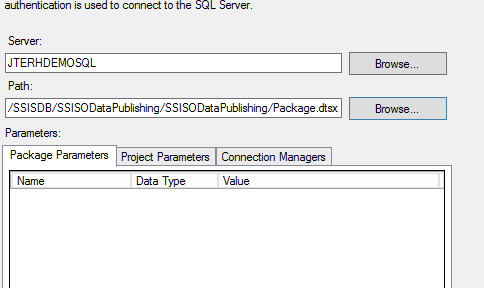 authentication is used to connect to the SQL Server.
Server:
JTERHDEMOSQL Browse...
Path:
/SSISDB/SSISODataPublishing/SSISODataPublishing/Package.dtsx Browse...
Parameters:
Package Parameters Project Parameters Connection Managers
Name Data Type Value